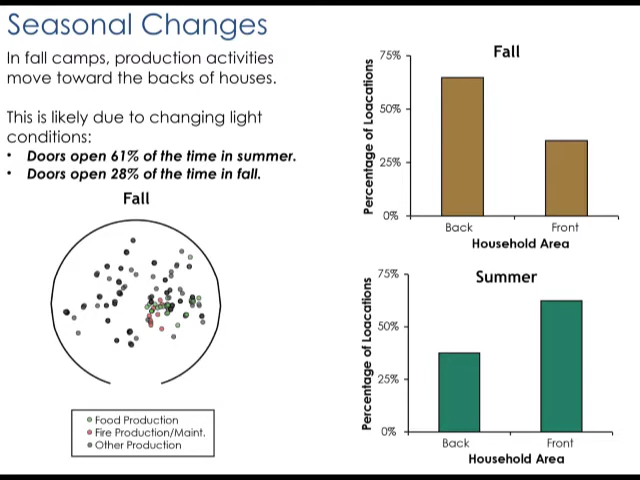 Seasonal Changes
In fall camps, production activities
move toward the backs of houses.
This is likely due to changing light
conditions:
• Doors open 61% of the time in summer.
• Doors open 28% of the time in fall.
Fall
Food Production
Fire Production/Maint.
Other Production
Fall
Percentage of Loacations
75%
50%
25%
0%
Back
Front
Household Area
Summer
Percentage of Loacations
75%
50%
25%
0%
Back
Front
Household Area